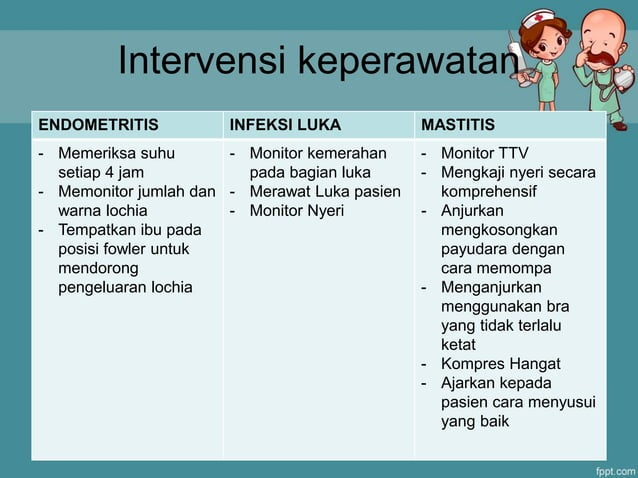 Intervensi keperawatan
ENDOMETRITIS
- Memeriksa suhu
setiap 4 jam
- Memonitor jumlah dan
warna lochia
- Tempatkan ibu pada
posisi fowler untuk
mendorong
pengeluaran lochia
INFEKSI LUKA
- Monitor kemerahan
pada bagian luka
- Merawat Luka pasien
- Monitor Nyeri
MASTITIS
- Monitor TTV
- Mengkaji nyeri secara
komprehensif
- Anjurkan
mengkosongkan
payudara dengan
cara memompa
- Menganjurkan
menggunakan bra
yang tidak terlalu
ketat
- Kompres Hangat
- Ajarkan kepada
pasien cara menyusui
yang baik
fppt.com